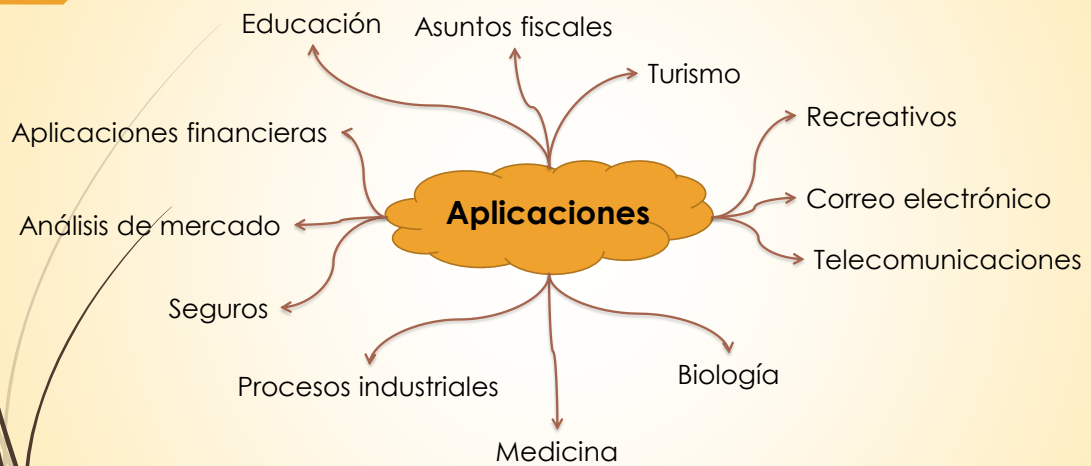 Educación
Asuntos fiscales
Turismo
Aplicaciones financieras
Recreativos
Análisis de mercado
Aplicaciones
Correo electrónico
Telecomunicaciones
Seguros
Procesos industriales
Biología
Medicina